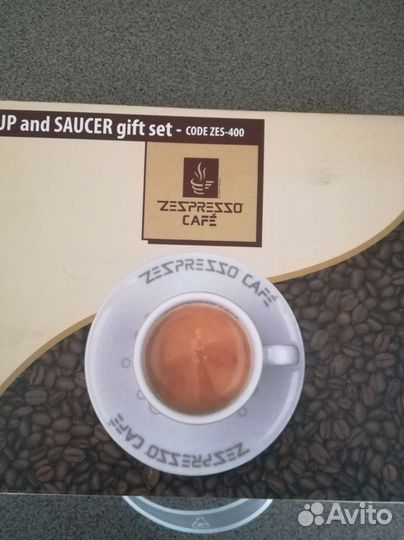 UP and SAUCER gift set - CODE ZES-400
ZESPRESSO
CAFÉ
ZESPRESSO CAFÉ
ZESPRESSO CAFÉ
Avito